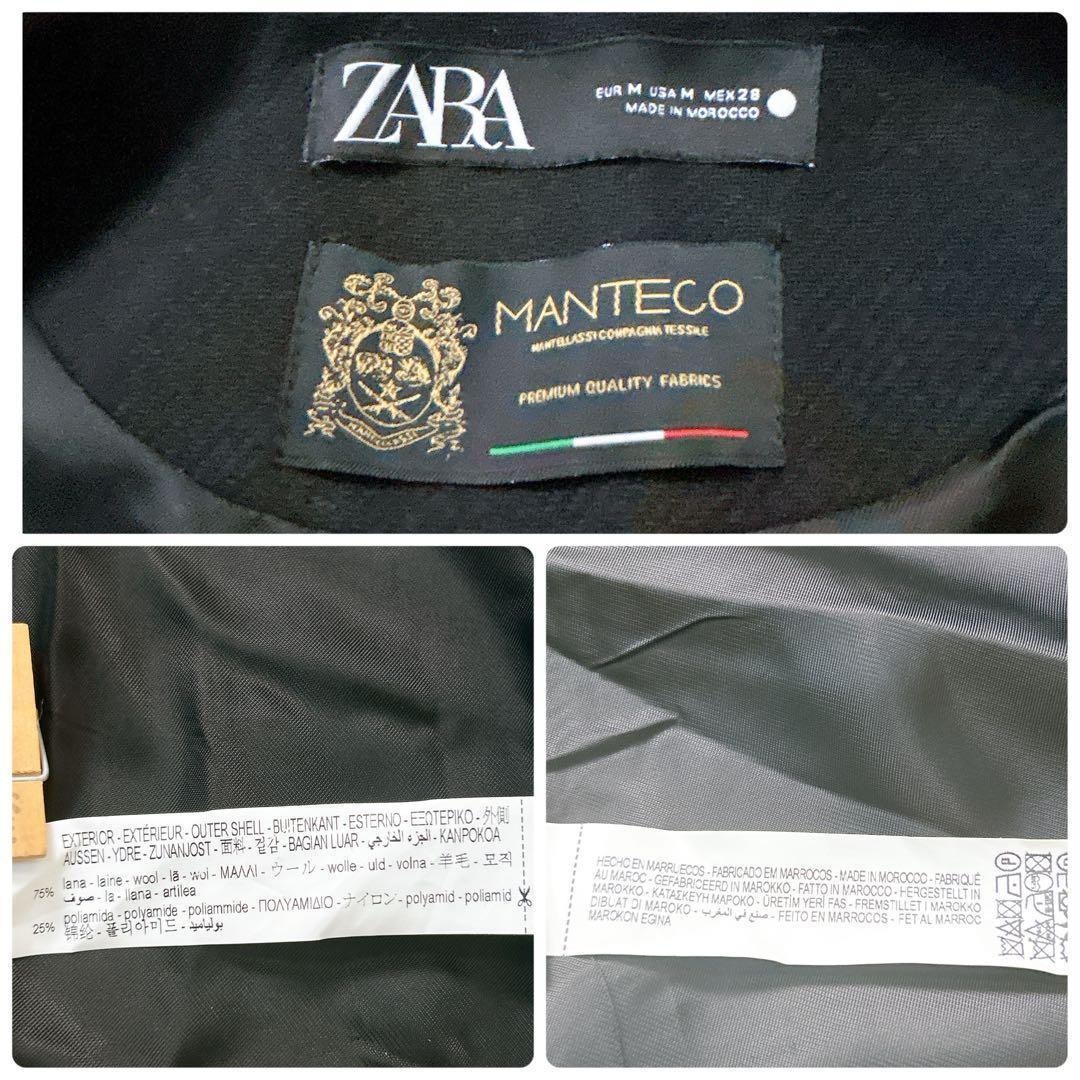 ZARA
EUR M USA M MEX 28
MADE IN MOROCCO
MANTECO
MANTELLASSI COMPAGNIA TESSILE
PREMIUM QUALITY FABRICS
MANTELLASSI
EXTERIOR - EXTÉRIEUR - OUTER SHELL - BUITENKANT - ESTERNO - ΕΞΩΤΕΡΙΚΟ - 外側
AUSSEN - YDRE - ZUNANJOST - 面料 - 겉감 - BAGIAN LUAR - الجزء الخارجي - KANPOKOA
75% lana - laine - wool - lã - wol - ΜΑΛΛΙ - ウール - wolle - uld - volna - 羊毛 - 모직
صوف - la - llana - artilea
25% poliamida - polyamide - poliammide - ΠΟΛΥΑΜΙΔΙΟ - ナイロン - polyamid - poliamid
锦纶 - 폴리아미드 - بولياميد
HECHO EN MARRUECOS - FABRICADO EM MARROCOS - MADE IN MOROCCO - FABRIQUÉ
AU MAROC - GEFABRICEERD IN MAROKKO - FATTO IN MAROCCO - HERGESTELLT IN
MAROKKO - ΚΑΤΑΣΚΕΥΗ ΜΑΡΟΚΟ - ÜRETİM YERİ FAS - FREMSTILLET I MAROKKO
DIBUAT DI MAROKO - صنع في المغرب - FEITO EN MARROCOS - FET AL MARROC
MAROKON EGINA